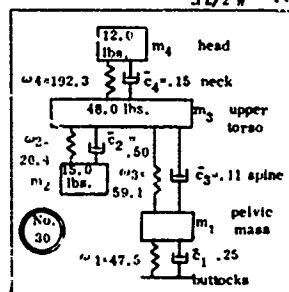 12.0
lbs.
m4
head
ω4=192.3
c̄4=.15 neck
48.0 lbs.
m3 upper
torso
ω2=
20.4
c̄2=
.50
15.0
lbs.
m2
ω3=
59.1
c̄3=.11 spine
m1
pelvic
mass
No.
30
ω1=47.5
c̄1 .25
buttocks